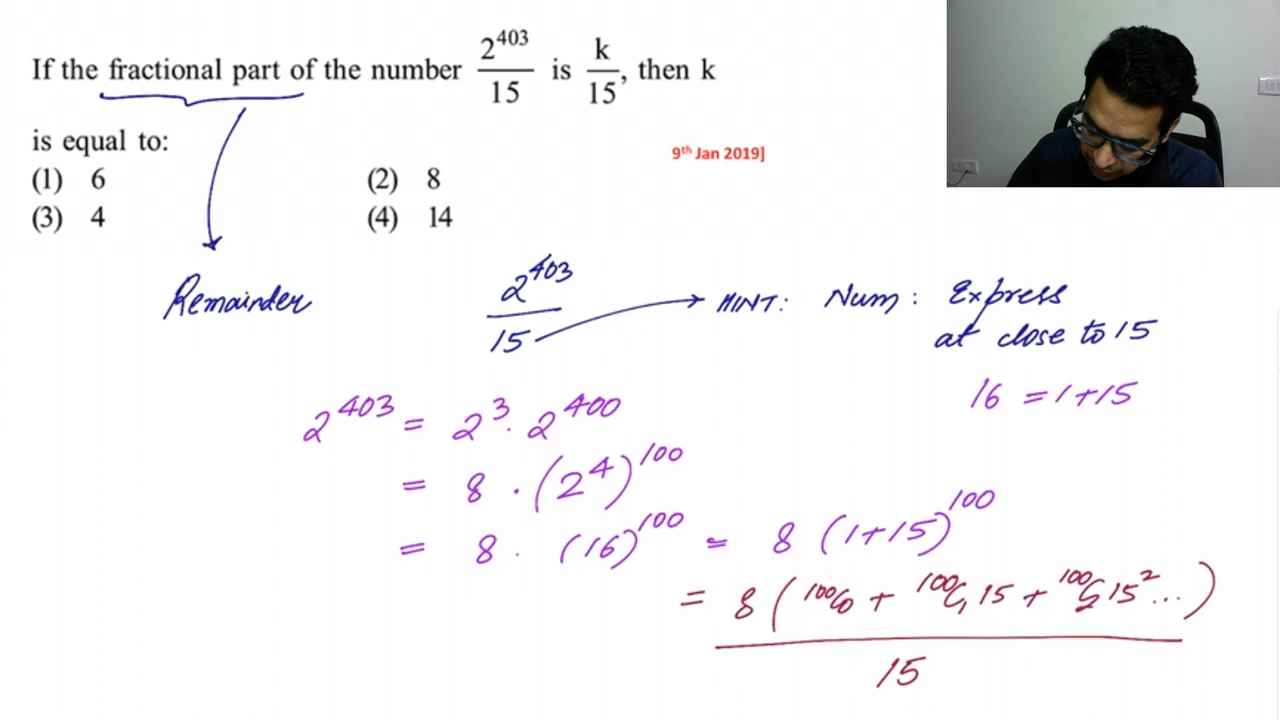 If the fractional part of the number 2^403/15 is k/15, then k
is equal to:
9th Jan 2019]
(1) 6 (2) 8
(3) 4 (4) 14
Remainder
2^403/15
HINT: Num: Express
at close to 15
16 = 1+15
2^403 = 2^3 . 2^400
= 8 . (2^4)^100
= 8 . (16)^100 = 8 (1+15)^100
= 8 (100C0 + 100C1 15 + 100C2 15^2 ...)
15